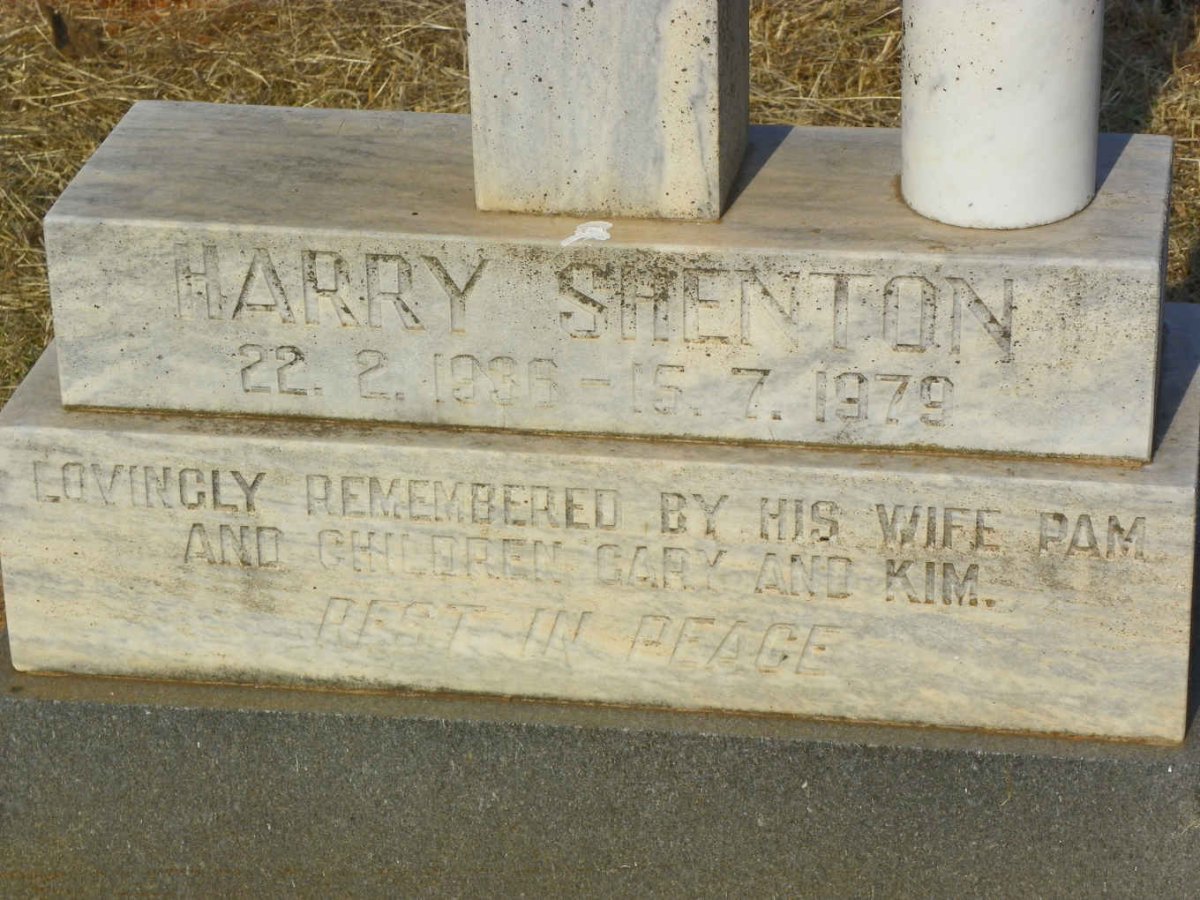 HARRY SHENTON
22. 2. 1936 – 15. 7. 1979
LOVINGLY REMEMBERED BY HIS WIFE PAM
AND CHILDREN GARY AND KIM.
REST IN PEACE